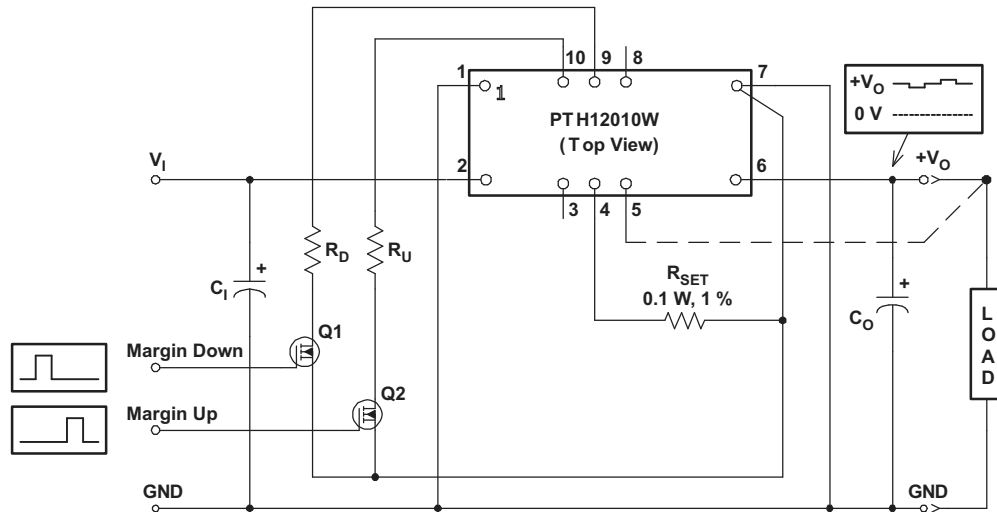 10 9 8
1 7
1
+VO
0 V
PTH12010W
(Top View)
VI
2 6
+VO
3 4 5
RD
RU
RSET
0.1 W, 1 %
+
CI
+
CO
L
O
A
D
Q1
Margin Down
Q2
Margin Up
GND
GND